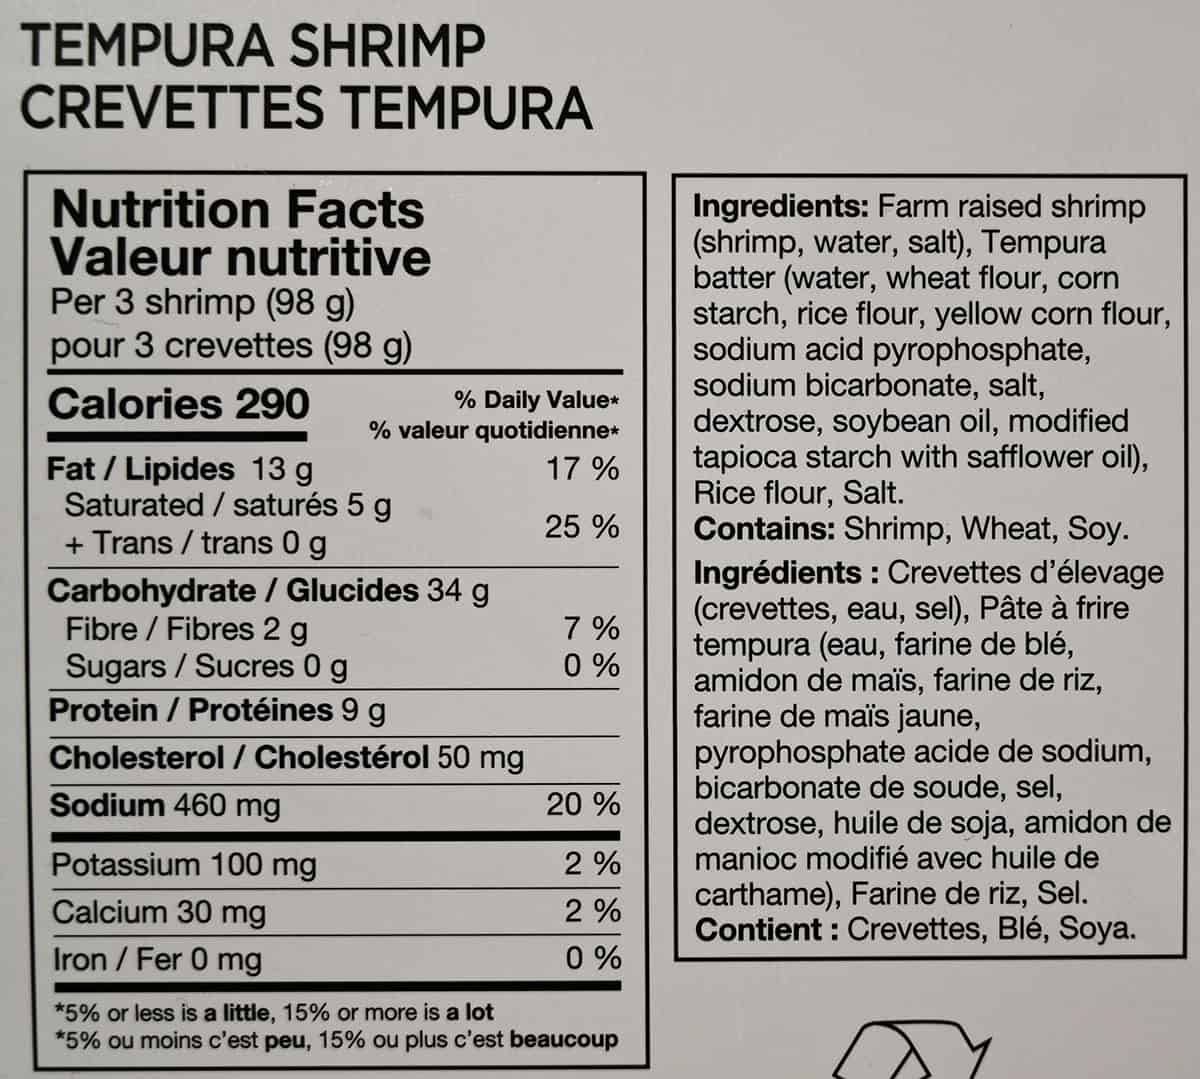 TEMPURA SHRIMP
CREVETTES TEMPURA
Nutrition Facts
Valeur nutritive
Per 3 shrimp (98 g)
pour 3 crevettes (98 g)
Calories 290
% Daily Value*
% valeur quotidienne*
Fat / Lipides 13 g 17 %
Saturated / saturés 5 g
+ Trans / trans 0 g
25 %
Carbohydrate / Glucides 34 g
Fibre / Fibres 2 g 7 %
Sugars / Sucres 0 g 0 %
Protein / Protéines 9 g
Cholesterol / Cholestérol 50 mg
Sodium 460 mg 20 %
Potassium 100 mg 2 %
Calcium 30 mg 2 %
Iron / Fer 0 mg 0 %
*5% or less is a little, 15% or more is a lot
*5% ou moins c'est peu, 15% ou plus c'est beaucoup
Ingredients: Farm raised shrimp
(shrimp, water, salt), Tempura
batter (water, wheat flour, corn
starch, rice flour, yellow corn flour,
sodium acid pyrophosphate,
sodium bicarbonate, salt,
dextrose, soybean oil, modified
tapioca starch with safflower oil),
Rice flour, Salt.
Contains: Shrimp, Wheat, Soy.
Ingrédients : Crevettes d'élevage
(crevettes, eau, sel), Pâte à frire
tempura (eau, farine de blé,
amidon de maïs, farine de riz,
farine de maïs jaune,
pyrophosphate acide de sodium,
bicarbonate de soude, sel,
dextrose, huile de soja, amidon de
manioc modifié avec huile de
carthame), Farine de riz, Sel.
Contient : Crevettes, Blé, Soya.